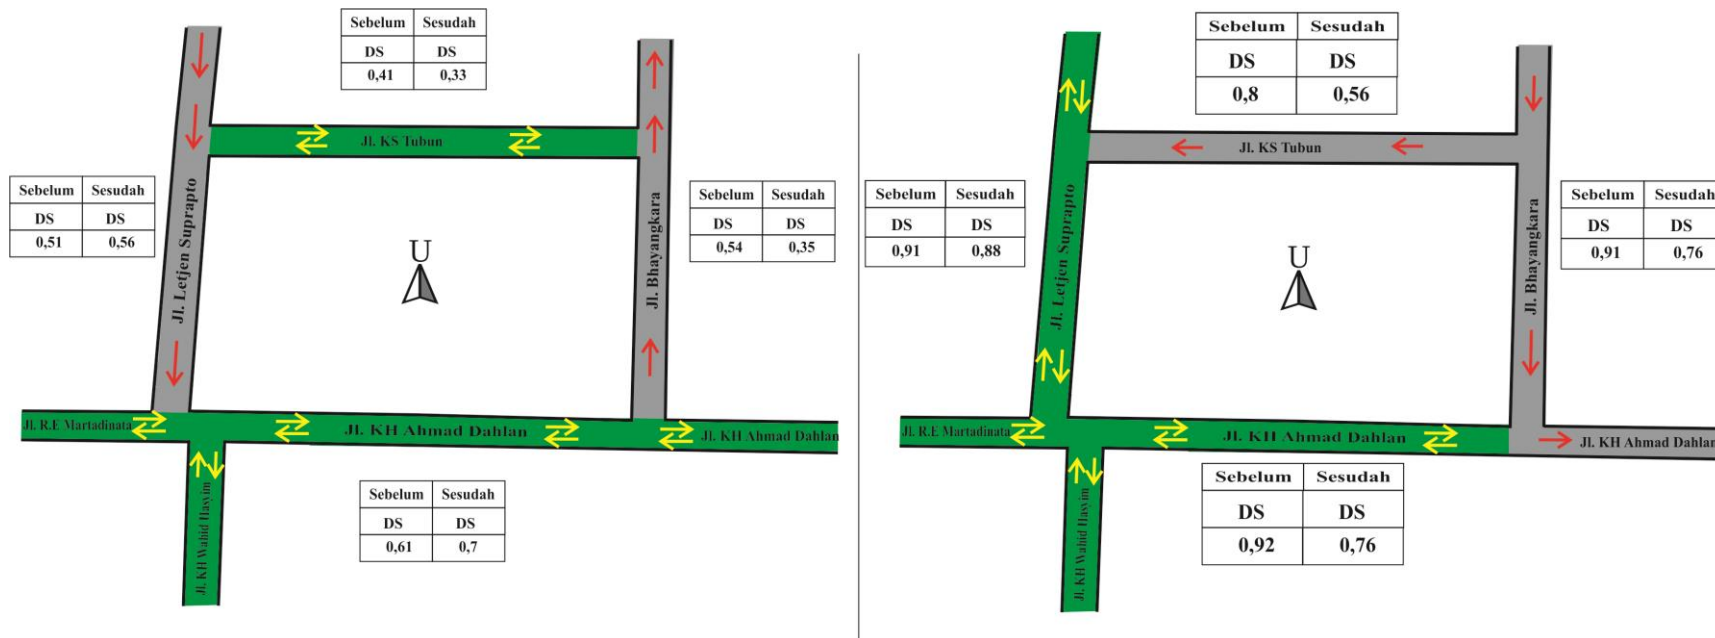 Sebelum Sesudah
DS DS
0,41 0,33
Jl. KS Tubun
Sebelum Sesudah
DS DS
0,51 0,56
Jl. Letjen Suprapto
U
Sebelum Sesudah
DS DS
0,54 0,35
Jl. Bhayangkara
Jl. R.E Martadinata
Jl. KH Ahmad Dahlan
Jl. KH Ahmad Dahlan
Jl. KH Wahid Hasyim
Sebelum Sesudah
DS DS
0,61 0,7
Sebelum Sesudah
DS DS
0,8 0,56
Jl. KS Tubun
Sebelum Sesudah
DS DS
0,91 0,88
Jl. Letjen Suprapto
U
Jl. Bhayangkara
Sebelum Sesudah
DS DS
0,91 0,76
Jl. R.E Martadinata
Jl. KH Ahmad Dahlan
Jl. KH Ahmad Dahlan
Jl. KH Wahid Hasyim
Sebelum Sesudah
DS DS
0,92 0,76